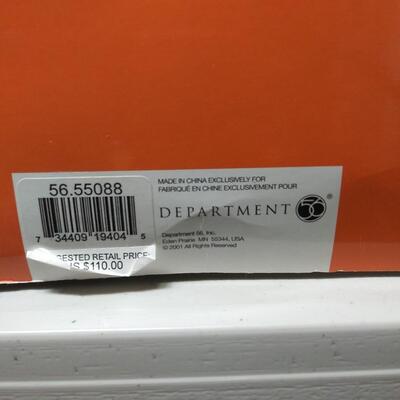 56.55088
7 34409 19404 5
GESTED RETAIL PRICE
US $110.00
MADE IN CHINA EXCLUSIVELY FOR
FABRIQUÉ EN CHINE EXCLUSIVEMENT POUR
DEPARTMENT 56
Department 56, Inc.
Eden Prairie MN 55344, USA
© 2001 All Rights Reserved